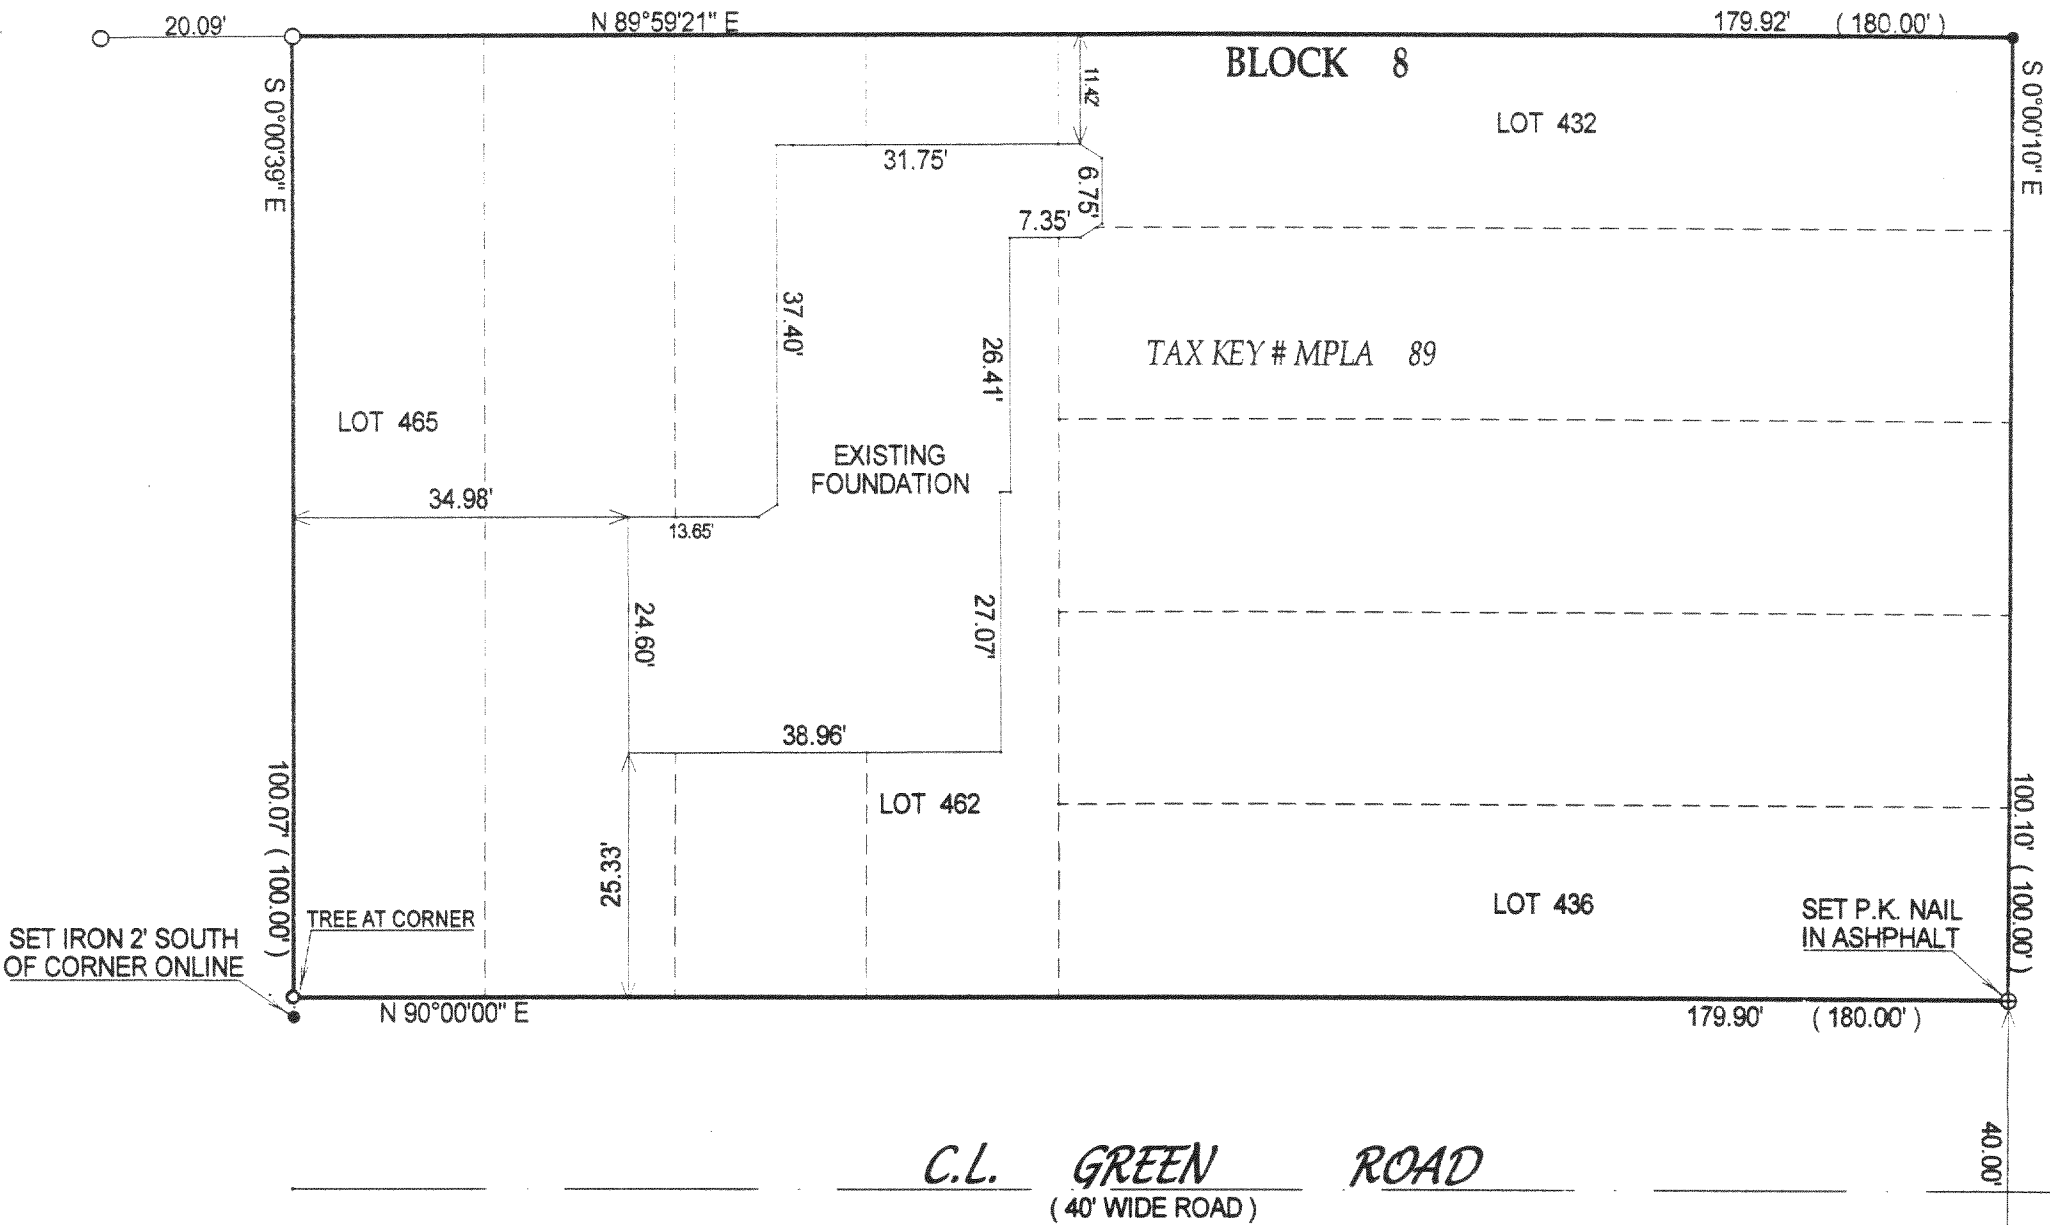 20.09'
N 89°59'21" E
179.92' ( 180.00' )
BLOCK 8
S 0°00'39" E
11.42'
LOT 432
S 0°00'10" E
31.75'
6.75'
7.35'
37.40'
26.41'
TAX KEY # MPLA 89
LOT 465
EXISTING
FOUNDATION
34.98'
13.65'
24.60'
27.07'
38.96'
LOT 462
100.07' ( 100.00' )
100.10' ( 100.00' )
25.33'
LOT 436
TREE AT CORNER
SET IRON 2' SOUTH
OF CORNER ONLINE
SET P.K. NAIL
IN ASHPHALT
N 90°00'00" E
179.90' ( 180.00' )
40.00'
C.L. GREEN ROAD
( 40' WIDE ROAD )